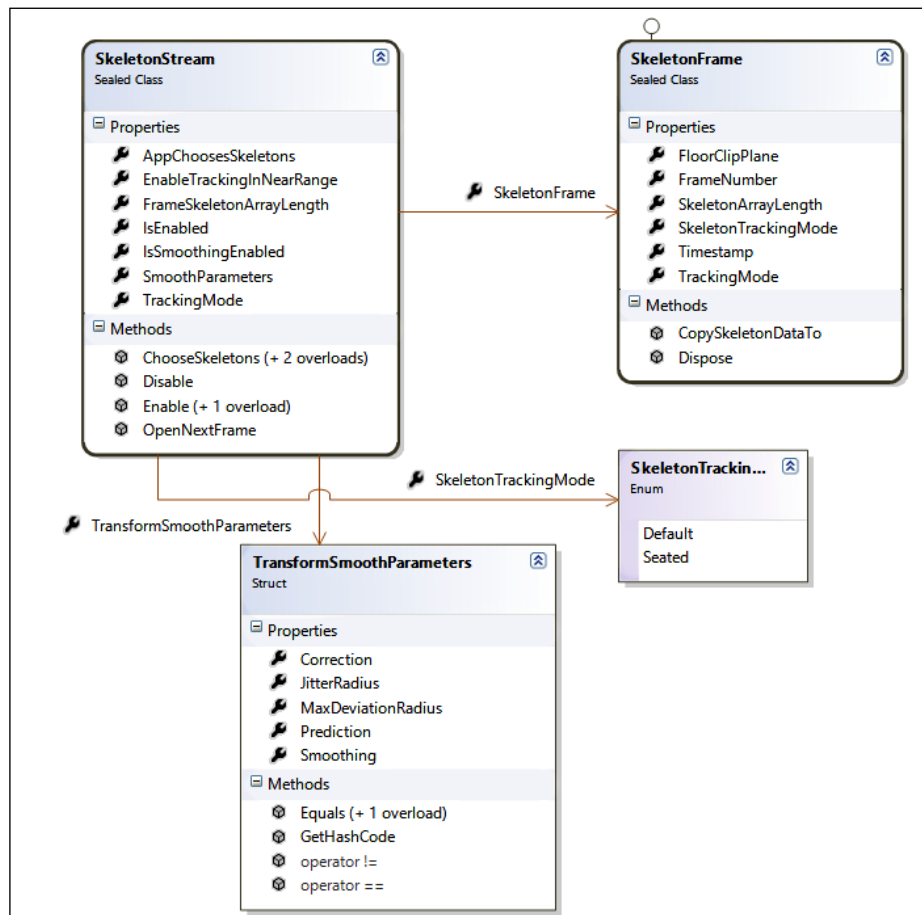 SkeletonStream
Sealed Class
Properties
AppChoosesSkeletons
EnableTrackingInNearRange
FrameSkeletonArrayLength
IsEnabled
IsSmoothingEnabled
SmoothParameters
TrackingMode
Methods
ChooseSkeletons (+ 2 overloads)
Disable
Enable (+ 1 overload)
OpenNextFrame
SkeletonFrame
SkeletonFrame
Sealed Class
Properties
FloorClipPlane
FrameNumber
SkeletonArrayLength
SkeletonTrackingMode
Timestamp
TrackingMode
Methods
CopySkeletonDataTo
Dispose
SkeletonTrackingMode
SkeletonTrackin...
Enum
Default
Seated
TransformSmoothParameters
TransformSmoothParameters
Struct
Properties
Correction
JitterRadius
MaxDeviationRadius
Prediction
Smoothing
Methods
Equals (+ 1 overload)
GetHashCode
operator !=
operator ==